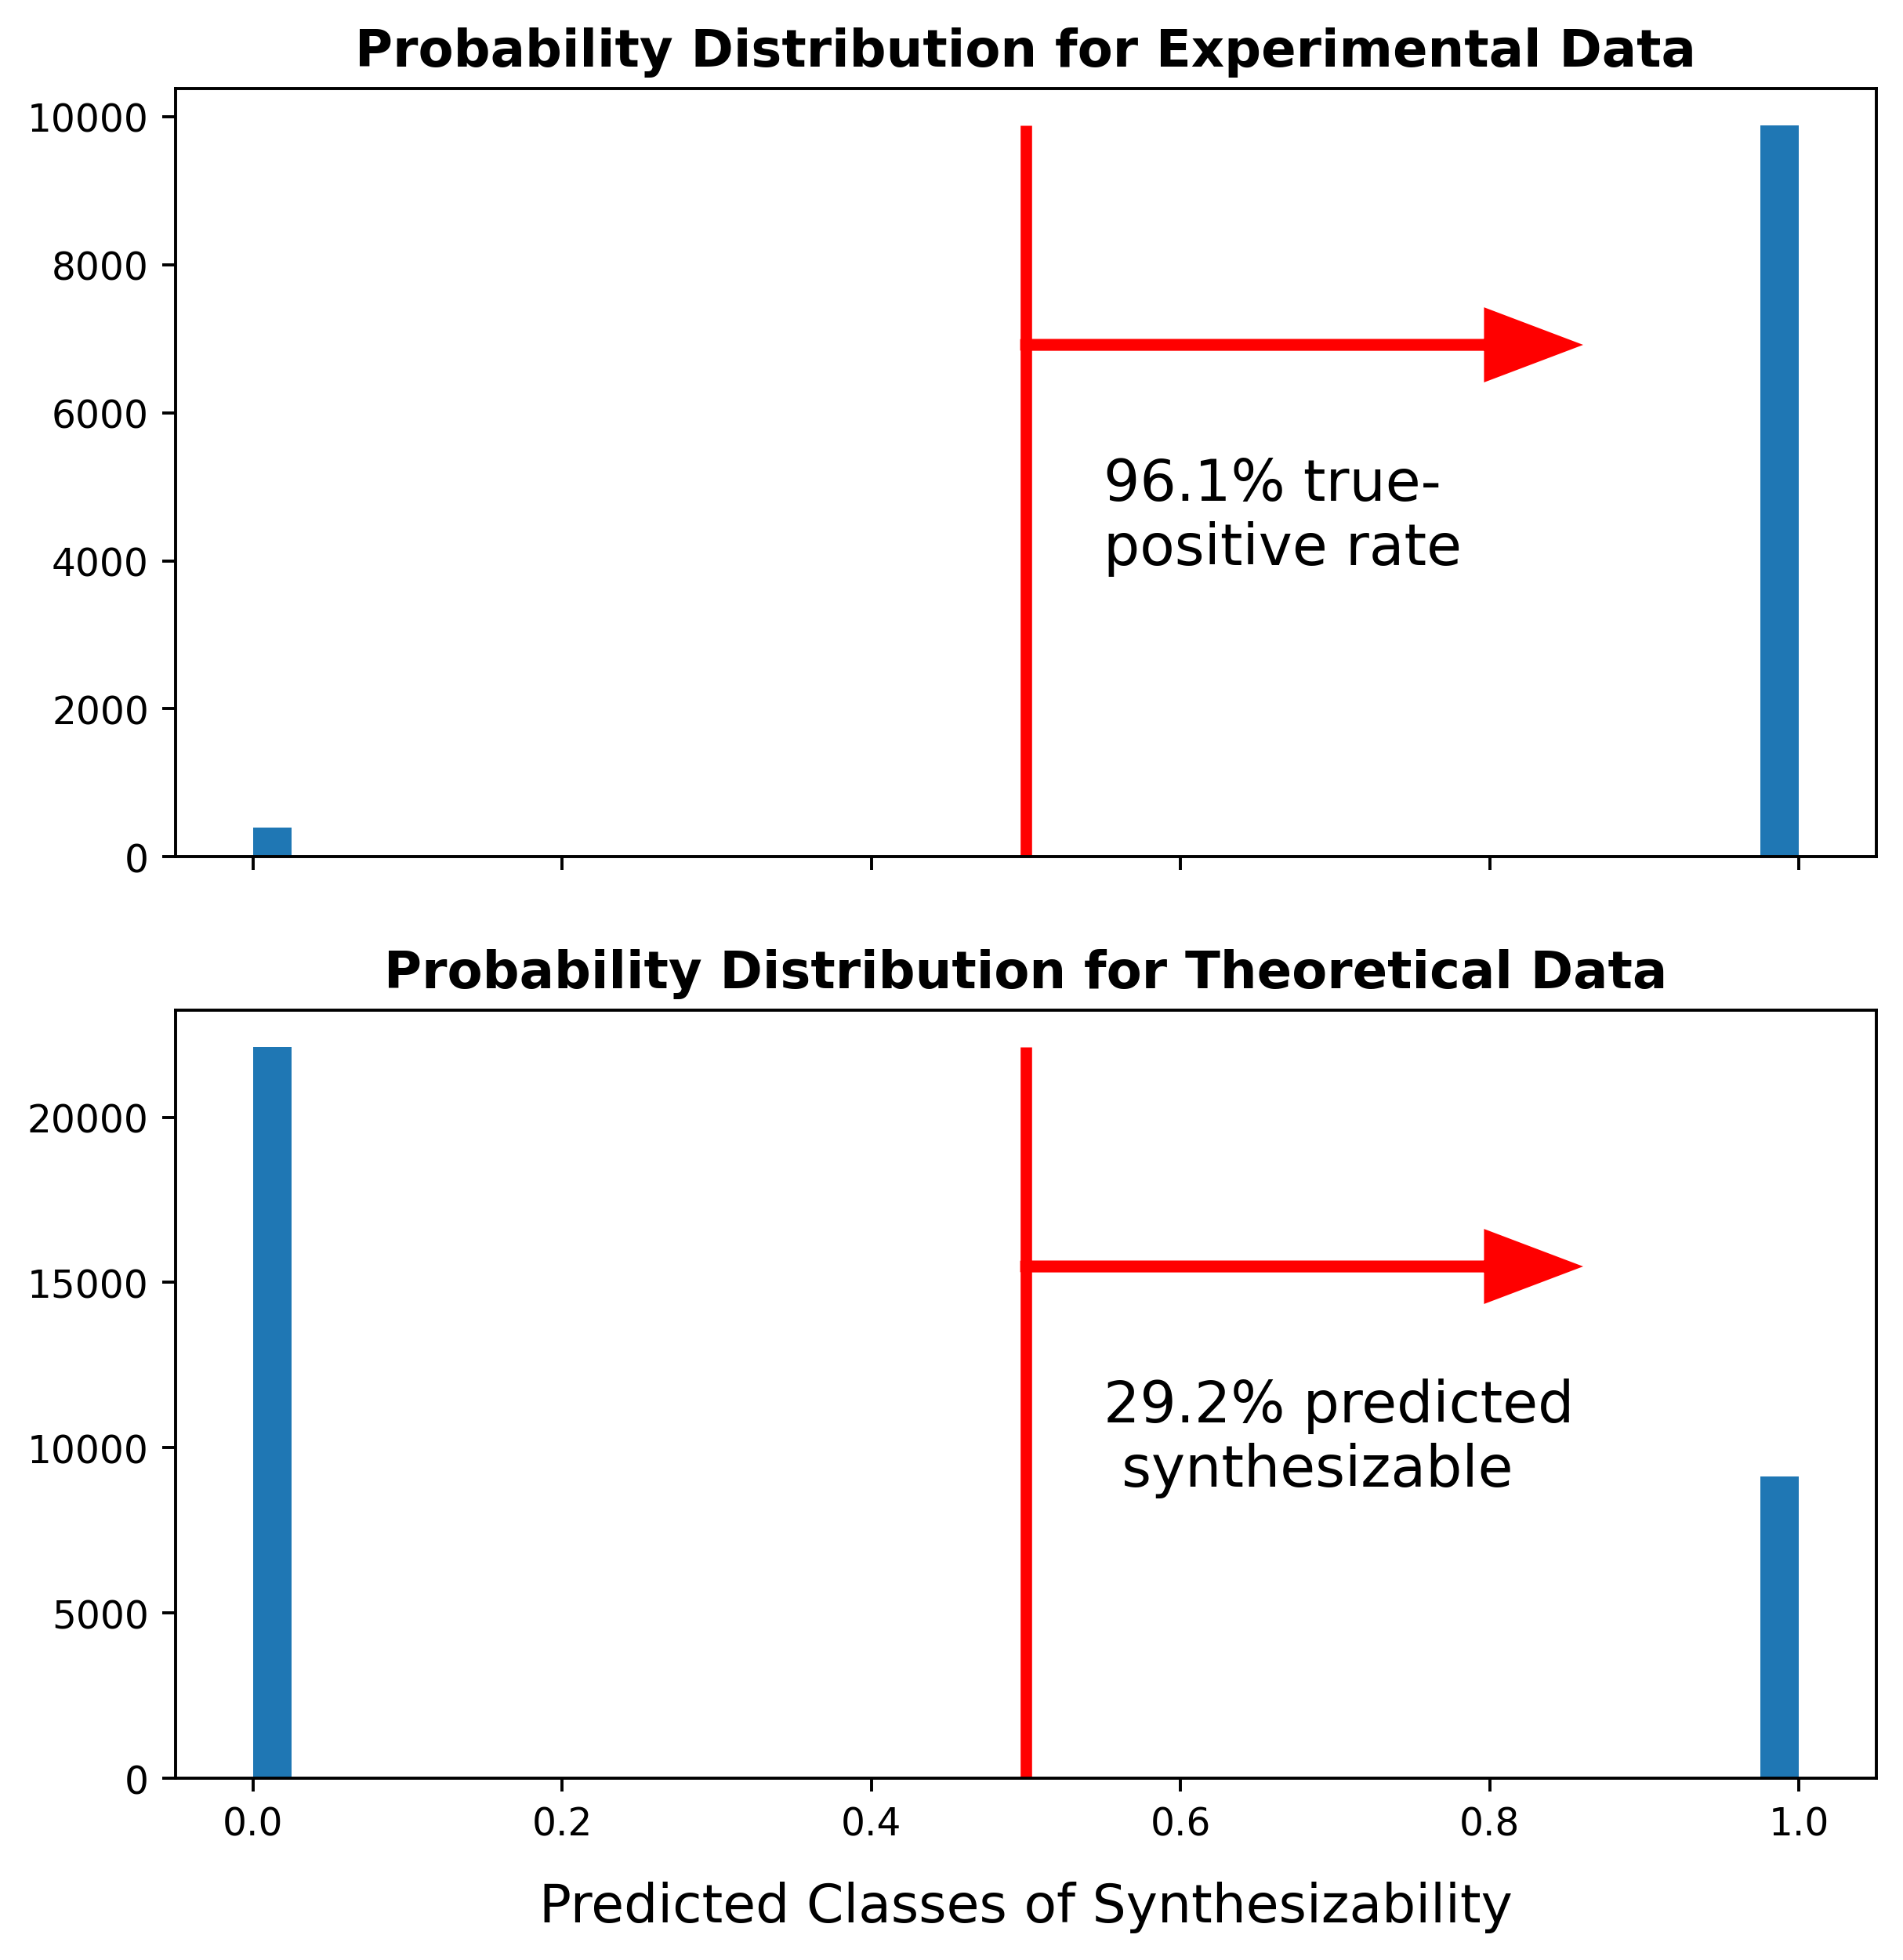 Probability Distribution for Experimental Data
10000
8000
6000
4000
2000
0
96.1% true-
positive rate
Probability Distribution for Theoretical Data
20000
15000
10000
5000
0
29.2% predicted
synthesizable
0.0 0.2 0.4 0.6 0.8 1.0
Predicted Classes of Synthesizability